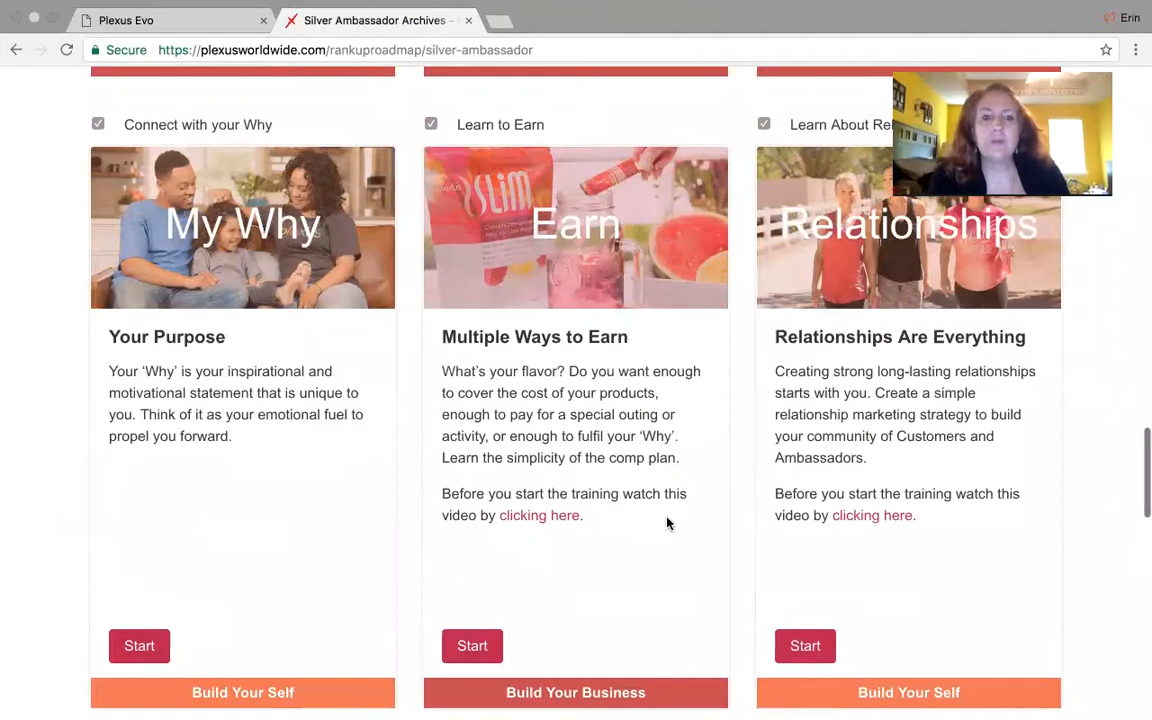 Plexus Evo
Silver Ambassador Archives -
Erin
Secure
https://plexusworldwide.com/rankuproadmap/silver-ambassador
Connect with your Why
Learn to Earn
Learn About Rel
My Why
SLIM
Earn
Relationships
Your Purpose
Your ‘Why’ is your inspirational and
motivational statement that is unique to
you. Think of it as your emotional fuel to
propel you forward.
Start
Build Your Self
Multiple Ways to Earn
What’s your flavor? Do you want enough
to cover the cost of your products,
enough to pay for a special outing or
activity, or enough to fulfil your ‘Why’.
Learn the simplicity of the comp plan.
Before you start the training watch this
video by clicking here.
Start
Build Your Business
Relationships Are Everything
Creating strong long-lasting relationships
starts with you. Create a simple
relationship marketing strategy to build
your community of Customers and
Ambassadors.
Before you start the training watch this
video by clicking here.
Start
Build Your Self